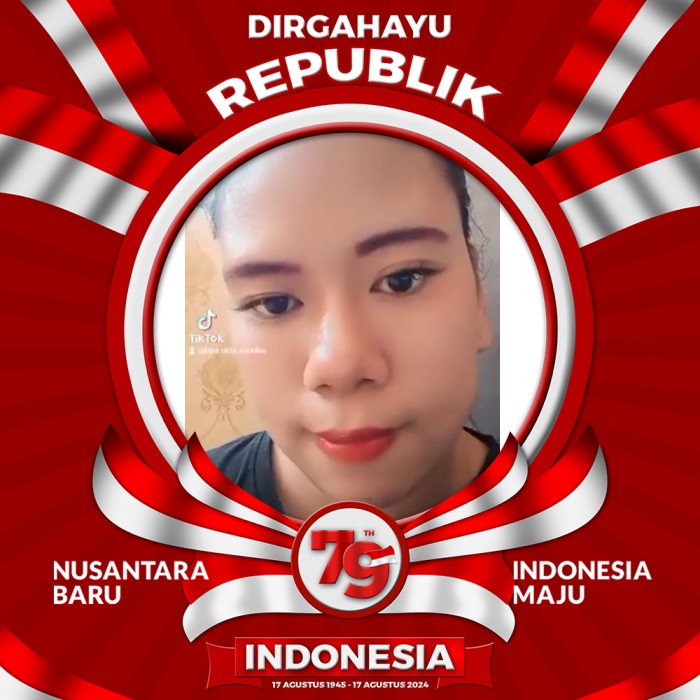 DIRGAHAYU
REPUBLIK
TikTok
79TH
NUSANTARA
BARU
INDONESIA
MAJU
INDONESIA
17 AGUSTUS 1945 - 17 AGUSTUS 2024